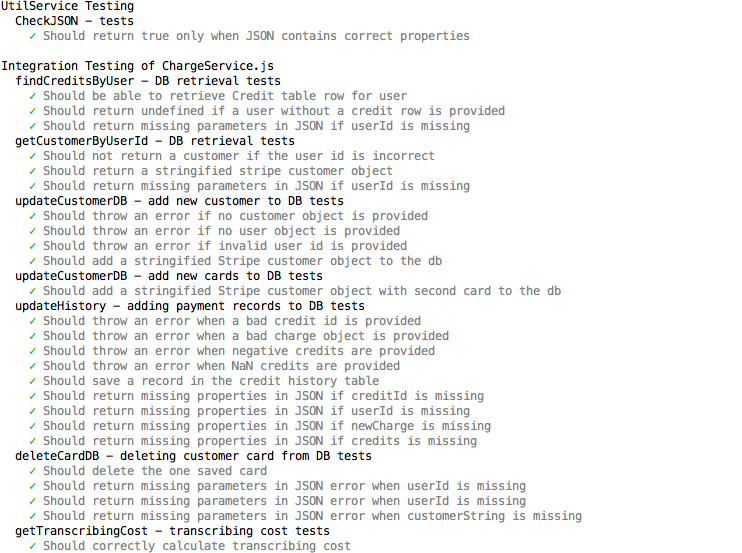 UtilService Testing
CheckJSON – tests
✓ Should return true only when JSON contains correct properties
Integration Testing of ChargeService.js
findCreditsByUser – DB retrieval tests
✓ Should be able to retrieve Credit table row for user
✓ Should return undefined if a user without a credit row is provided
✓ Should return missing parameters in JSON if userId is missing
getCustomerByUserId – DB retrieval tests
✓ Should not return a customer if the user id is incorrect
✓ Should return a stringified stripe customer object
✓ Should return missing parameters in JSON if userId is missing
updateCustomerDB – add new customer to DB tests
✓ Should throw an error if no customer object is provided
✓ Should throw an error if no user object is provided
✓ Should throw an error if invalid user id is provided
✓ Should add a stringified Stripe customer object to the db
updateCustomerDB – add new cards to DB tests
✓ Should add a stringified Stripe customer object with second card to the db
updateHistory – adding payment records to DB tests
✓ Should throw an error when a bad credit id is provided
✓ Should throw an error when a bad charge object is provided
✓ Should throw an error when negative credits are provided
✓ Should throw an error when NaN credits are provided
✓ Should save a record in the credit history table
✓ Should return missing properties in JSON if creditId is missing
✓ Should return missing properties in JSON if userId is missing
✓ Should return missing properties in JSON if newCharge is missing
✓ Should return missing properties in JSON if credits is missing
deleteCardDB – deleting customer card from DB tests
✓ Should delete the one saved card
✓ Should return missing parameters in JSON error when userId is missing
✓ Should return missing parameters in JSON error when userId is missing
✓ Should return missing parameters in JSON error when customerString is missing
getTranscribingCost – transcribing cost tests
✓ Should correctly calculate transcribing cost